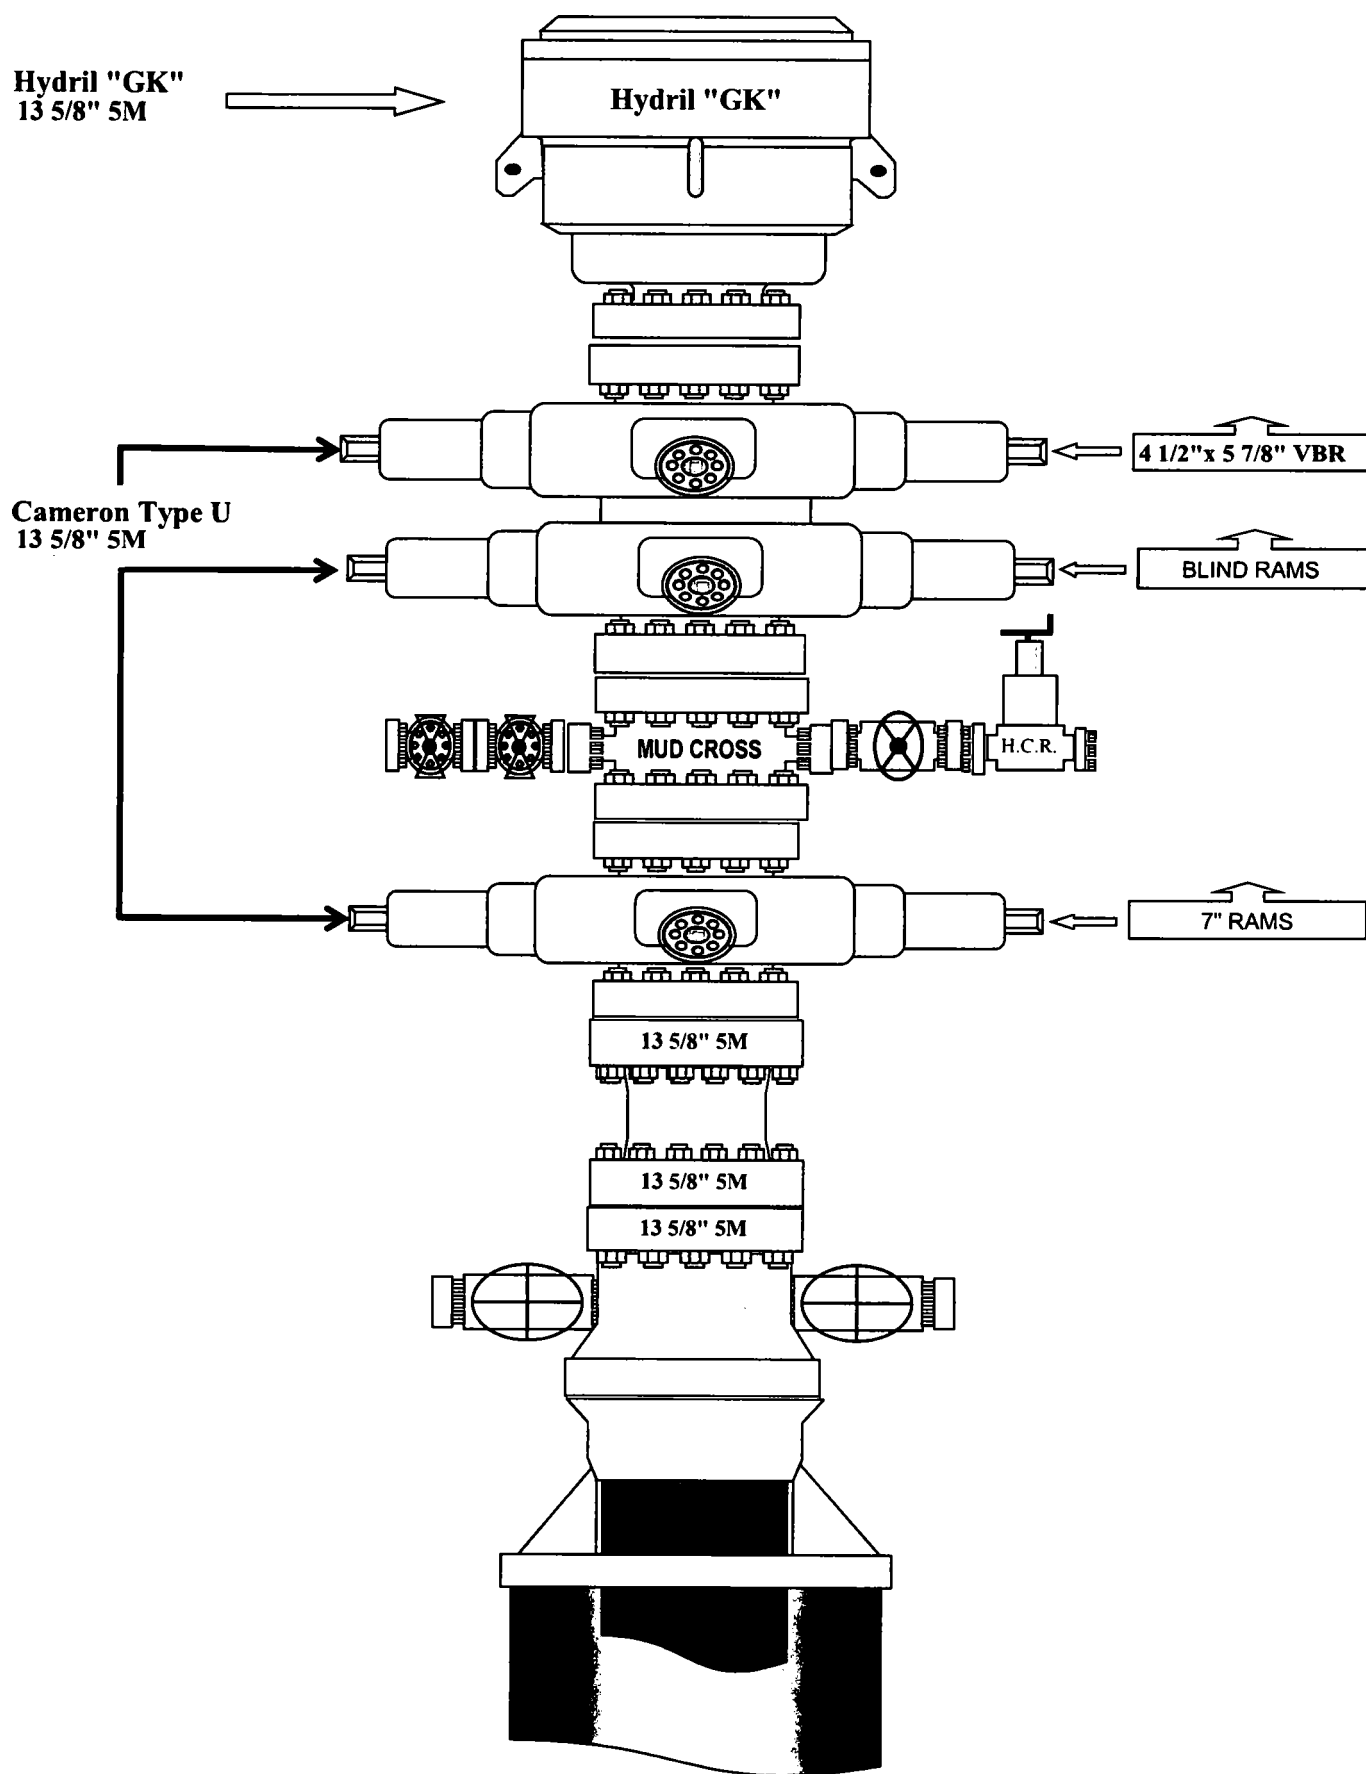 Hydril "GK"
13 5/8" 5M
Hydril "GK"
4 1/2"x 5 7/8" VBR
Cameron Type U
13 5/8" 5M
BLIND RAMS
MUD CROSS
H.C.R.
7" RAMS
13 5/8" 5M
13 5/8" 5M
13 5/8" 5M